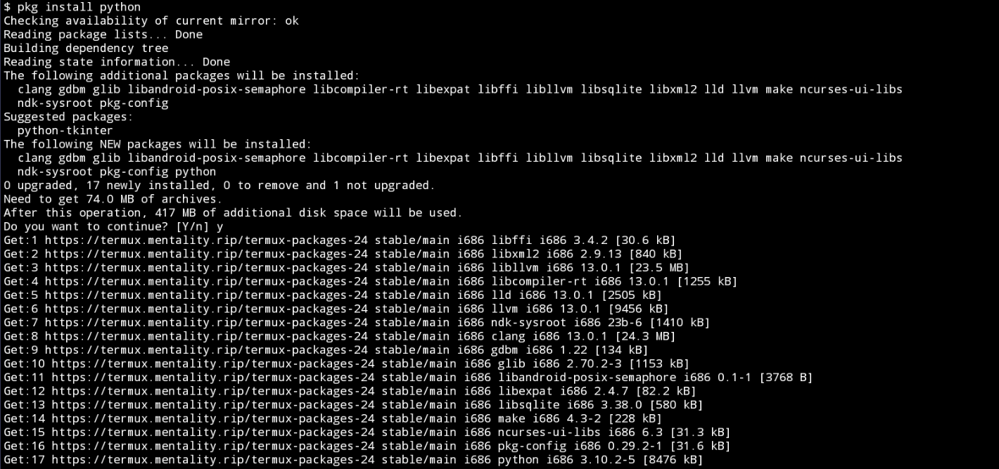 $ pkg install python
Checking availability of current mirror: ok
Reading package lists... Done
Building dependency tree
Reading state information... Done
The following additional packages will be installed:
  clang gdbm glib libandroid-posix-semaphore libcompiler-rt libexpat libffi libllvm libsqlite libxml2 lld llvm make ncurses-ui-libs
  ndk-sysroot pkg-config
Suggested packages:
  python-tkinter
The following NEW packages will be installed:
  clang gdbm glib libandroid-posix-semaphore libcompiler-rt libexpat libffi libllvm libsqlite libxml2 lld llvm make ncurses-ui-libs
  ndk-sysroot pkg-config python
0 upgraded, 17 newly installed, 0 to remove and 1 not upgraded.
Need to get 74.0 MB of archives.
After this operation, 417 MB of additional disk space will be used.
Do you want to continue? [Y/n] y
Get:1 https://termux.mentality.rip/termux-packages-24 stable/main i686 libffi i686 3.4.2 [30.6 kB]
Get:2 https://termux.mentality.rip/termux-packages-24 stable/main i686 libxml2 i686 2.9.13 [840 kB]
Get:3 https://termux.mentality.rip/termux-packages-24 stable/main i686 libllvm i686 13.0.1 [23.5 MB]
Get:4 https://termux.mentality.rip/termux-packages-24 stable/main i686 libcompiler-rt i686 13.0.1 [1255 kB]
Get:5 https://termux.mentality.rip/termux-packages-24 stable/main i686 lld i686 13.0.1 [2505 kB]
Get:6 https://termux.mentality.rip/termux-packages-24 stable/main i686 llvm i686 13.0.1 [9456 kB]
Get:7 https://termux.mentality.rip/termux-packages-24 stable/main i686 ndk-sysroot i686 23b-6 [1410 kB]
Get:8 https://termux.mentality.rip/termux-packages-24 stable/main i686 clang i686 13.0.1 [24.3 MB]
Get:9 https://termux.mentality.rip/termux-packages-24 stable/main i686 gdbm i686 1.22 [134 kB]
Get:10 https://termux.mentality.rip/termux-packages-24 stable/main i686 glib i686 2.70.2-3 [1153 kB]
Get:11 https://termux.mentality.rip/termux-packages-24 stable/main i686 libandroid-posix-semaphore i686 0.1-1 [3768 B]
Get:12 https://termux.mentality.rip/termux-packages-24 stable/main i686 libexpat i686 2.4.7 [82.2 kB]
Get:13 https://termux.mentality.rip/termux-packages-24 stable/main i686 libsqlite i686 3.38.0 [580 kB]
Get:14 https://termux.mentality.rip/termux-packages-24 stable/main i686 make i686 4.3-2 [228 kB]
Get:15 https://termux.mentality.rip/termux-packages-24 stable/main i686 ncurses-ui-libs i686 6.3 [31.3 kB]
Get:16 https://termux.mentality.rip/termux-packages-24 stable/main i686 pkg-config i686 0.29.2-1 [31.6 kB]
Get:17 https://termux.mentality.rip/termux-packages-24 stable/main i686 python i686 3.10.2-5 [8476 kB]